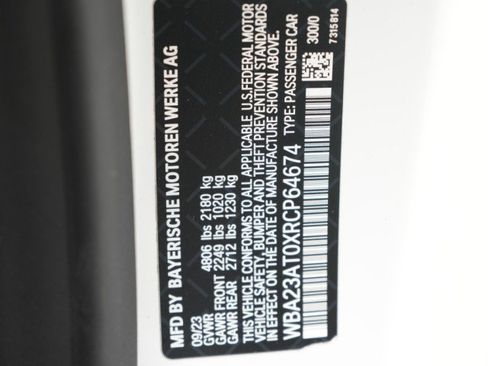 MFD BY BAYERISCHE MOTOREN WERKE AG
09/23
GVWR 4806 lbs 2180 kg
GAWR FRONT 2249 lbs 1020 kg
GAWR REAR 2712 lbs 1230 kg
THIS VEHICLE CONFORMS TO ALL APPLICABLE U.S.FEDERAL MOTOR
VEHICLE SAFETY, BUMPER AND THEFT PREVENTION STANDARDS
IN EFFECT ON THE DATE OF MANUFACTURE SHOWN ABOVE.
WBA23AT0XRCP64674 TYPE: PASSENGER CAR
300/0
7315814